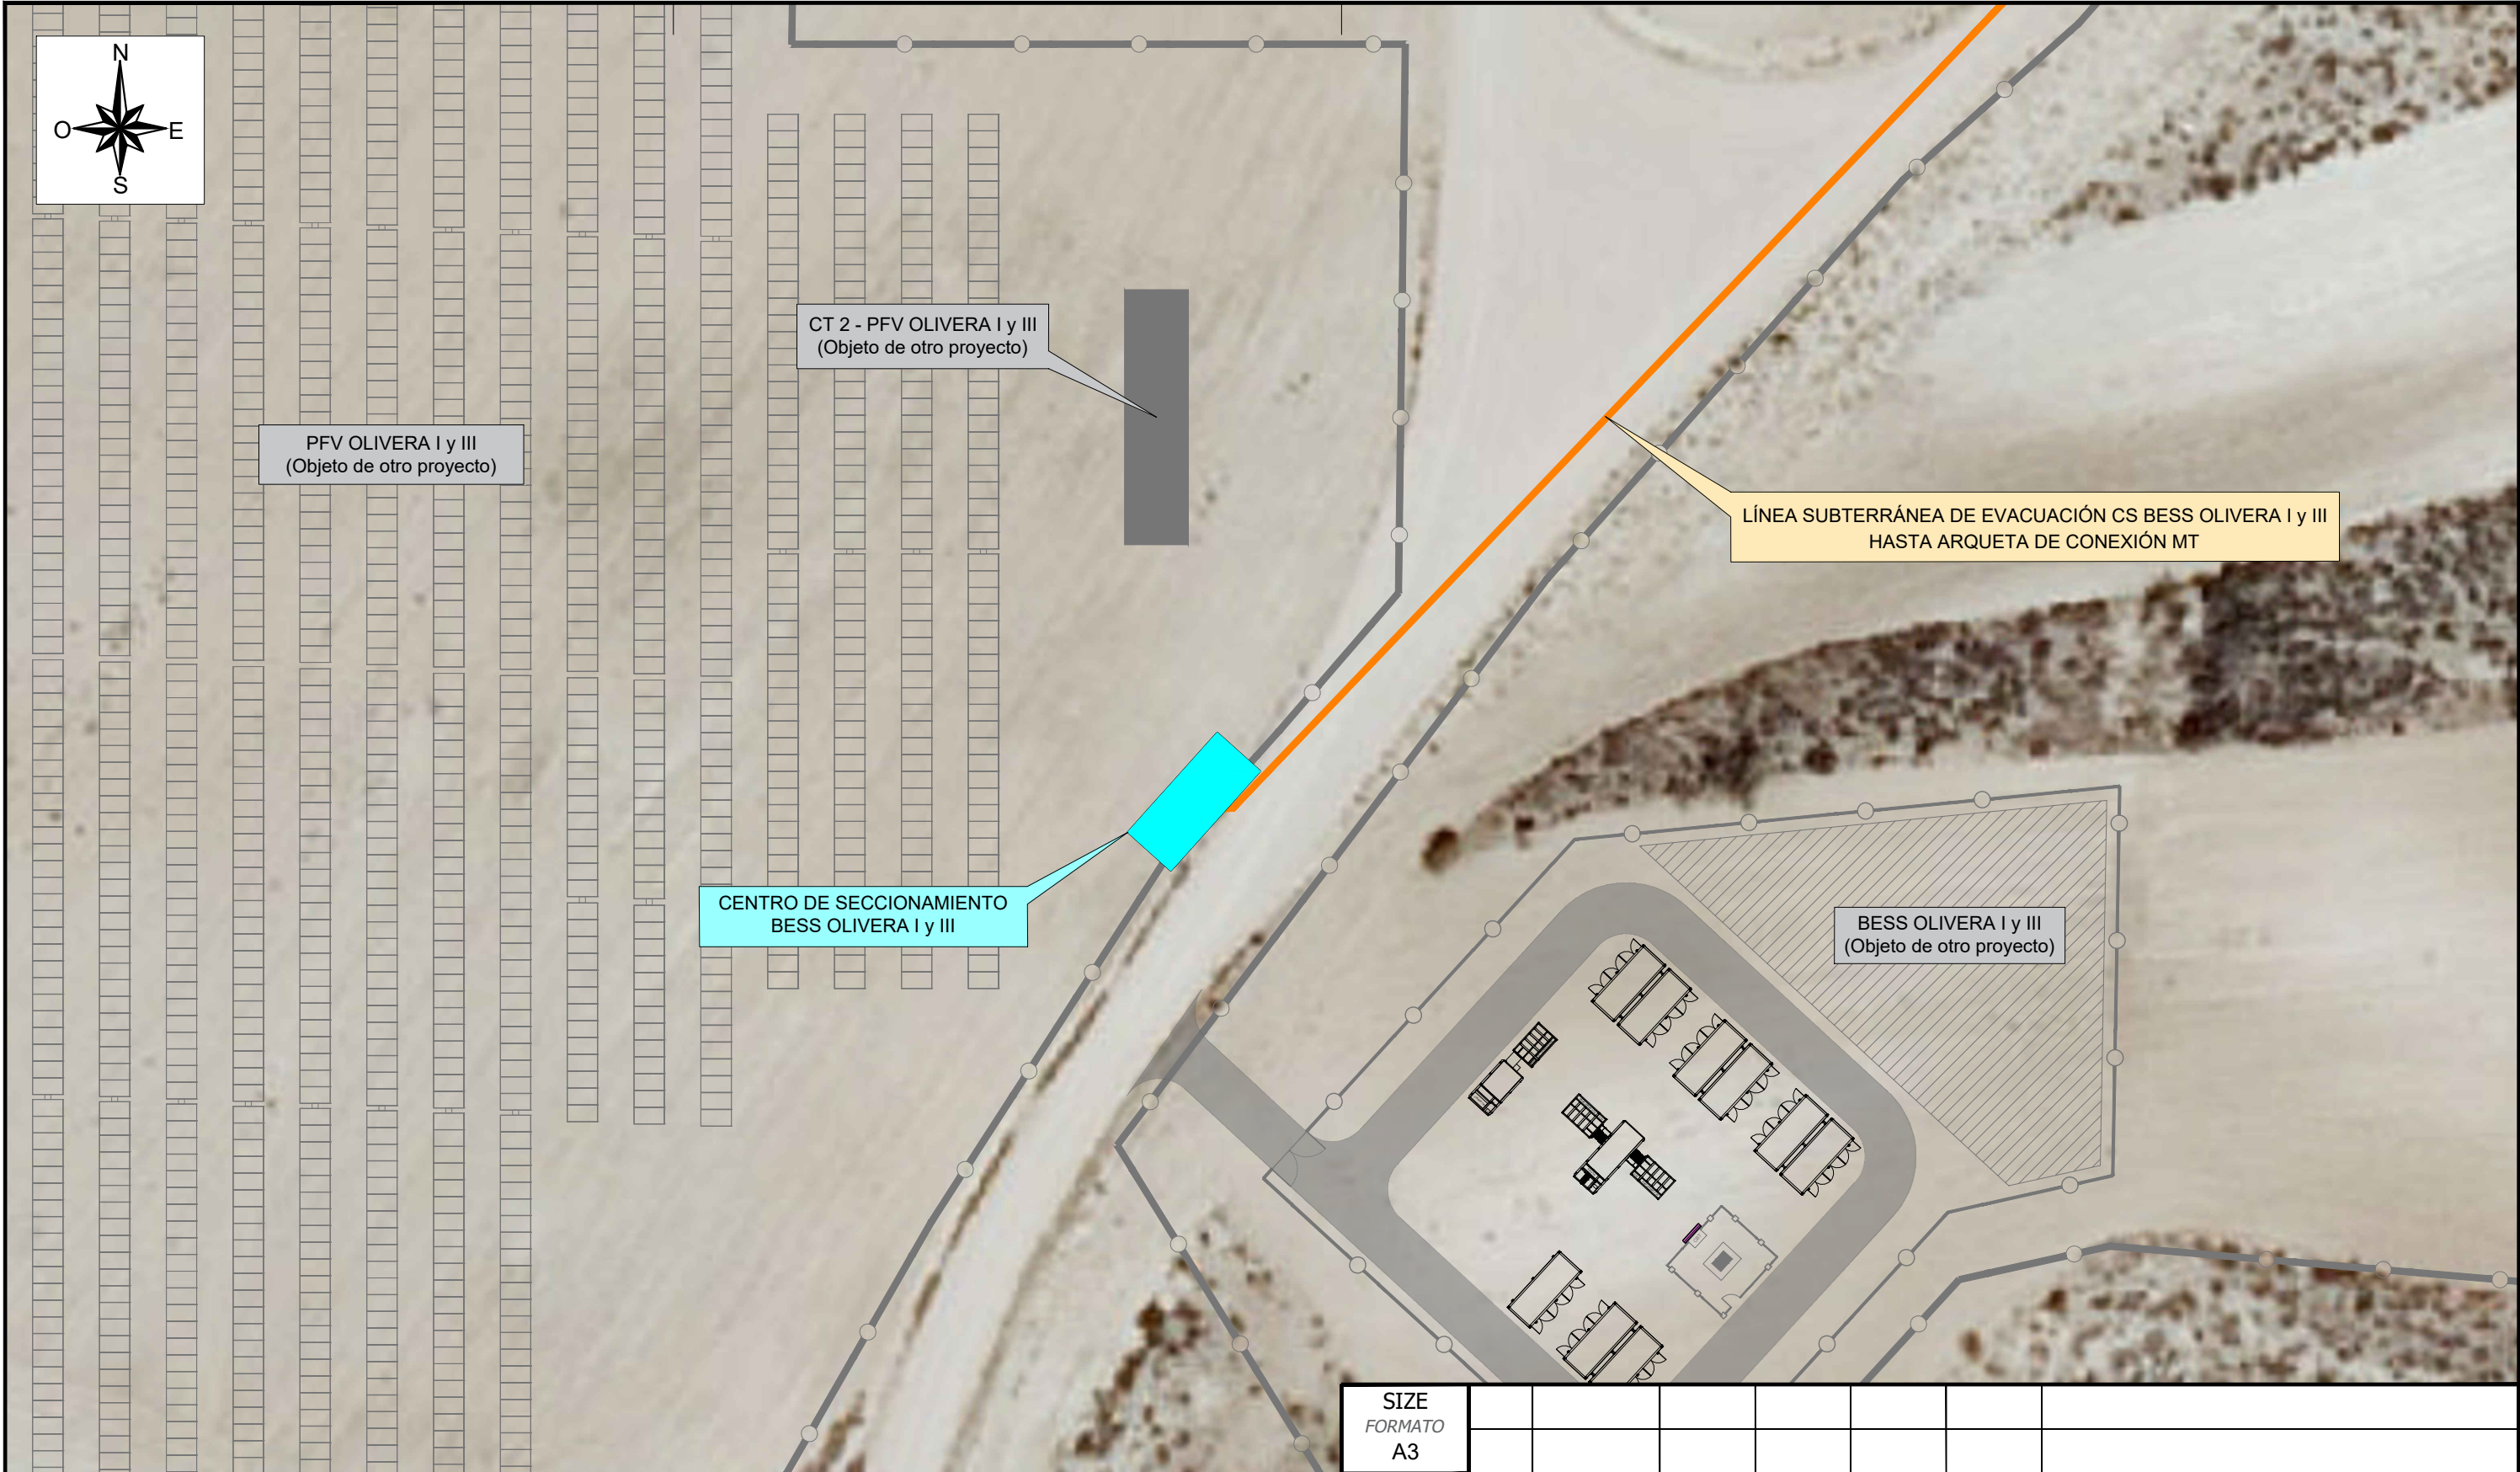 N
O
E
S
CT 2 - PFV OLIVERA I y III
(Objeto de otro proyecto)
PFV OLIVERA I y III
(Objeto de otro proyecto)
LÍNEA SUBTERRÁNEA DE EVACUACIÓN CS BESS OLIVERA I y III
HASTA ARQUETA DE CONEXIÓN MT
CENTRO DE SECCIONAMIENTO
BESS OLIVERA I y III
BESS OLIVERA I y III
(Objeto de otro proyecto)
SIZE
FORMATO
A3